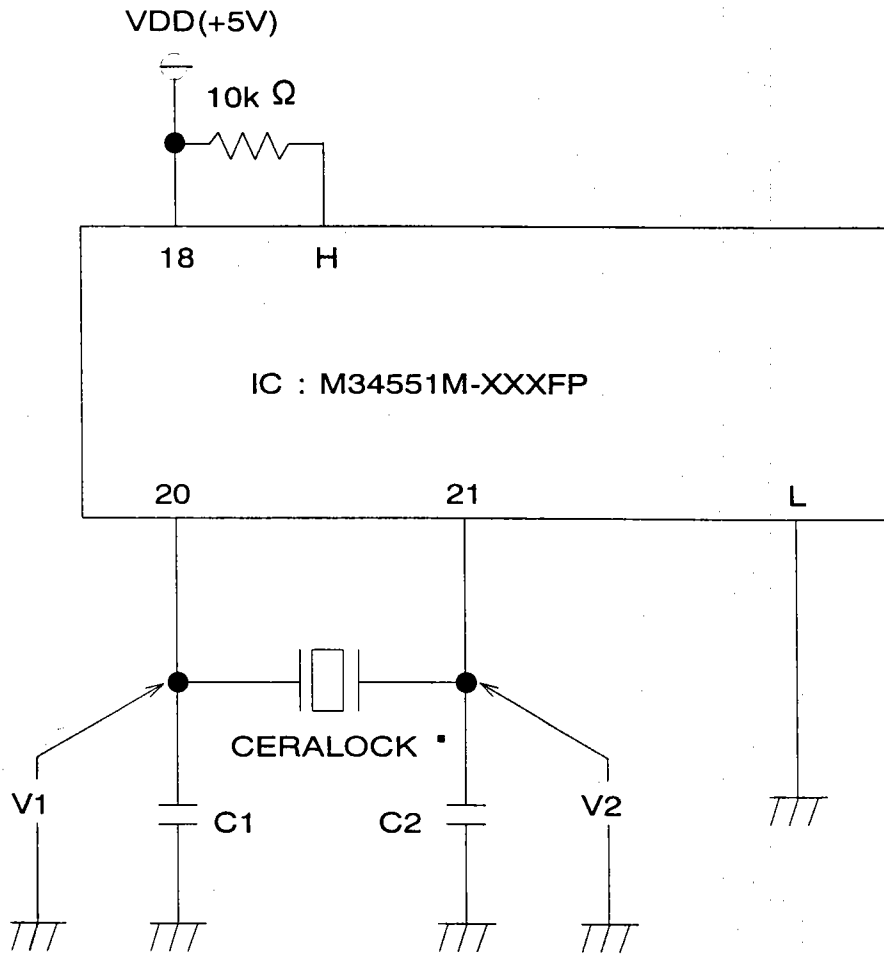 VDD(+5V)
10k Ω
18 H
IC : M34551M-XXXFP
20 21 L
CERALOCK
V1 C1 C2 V2